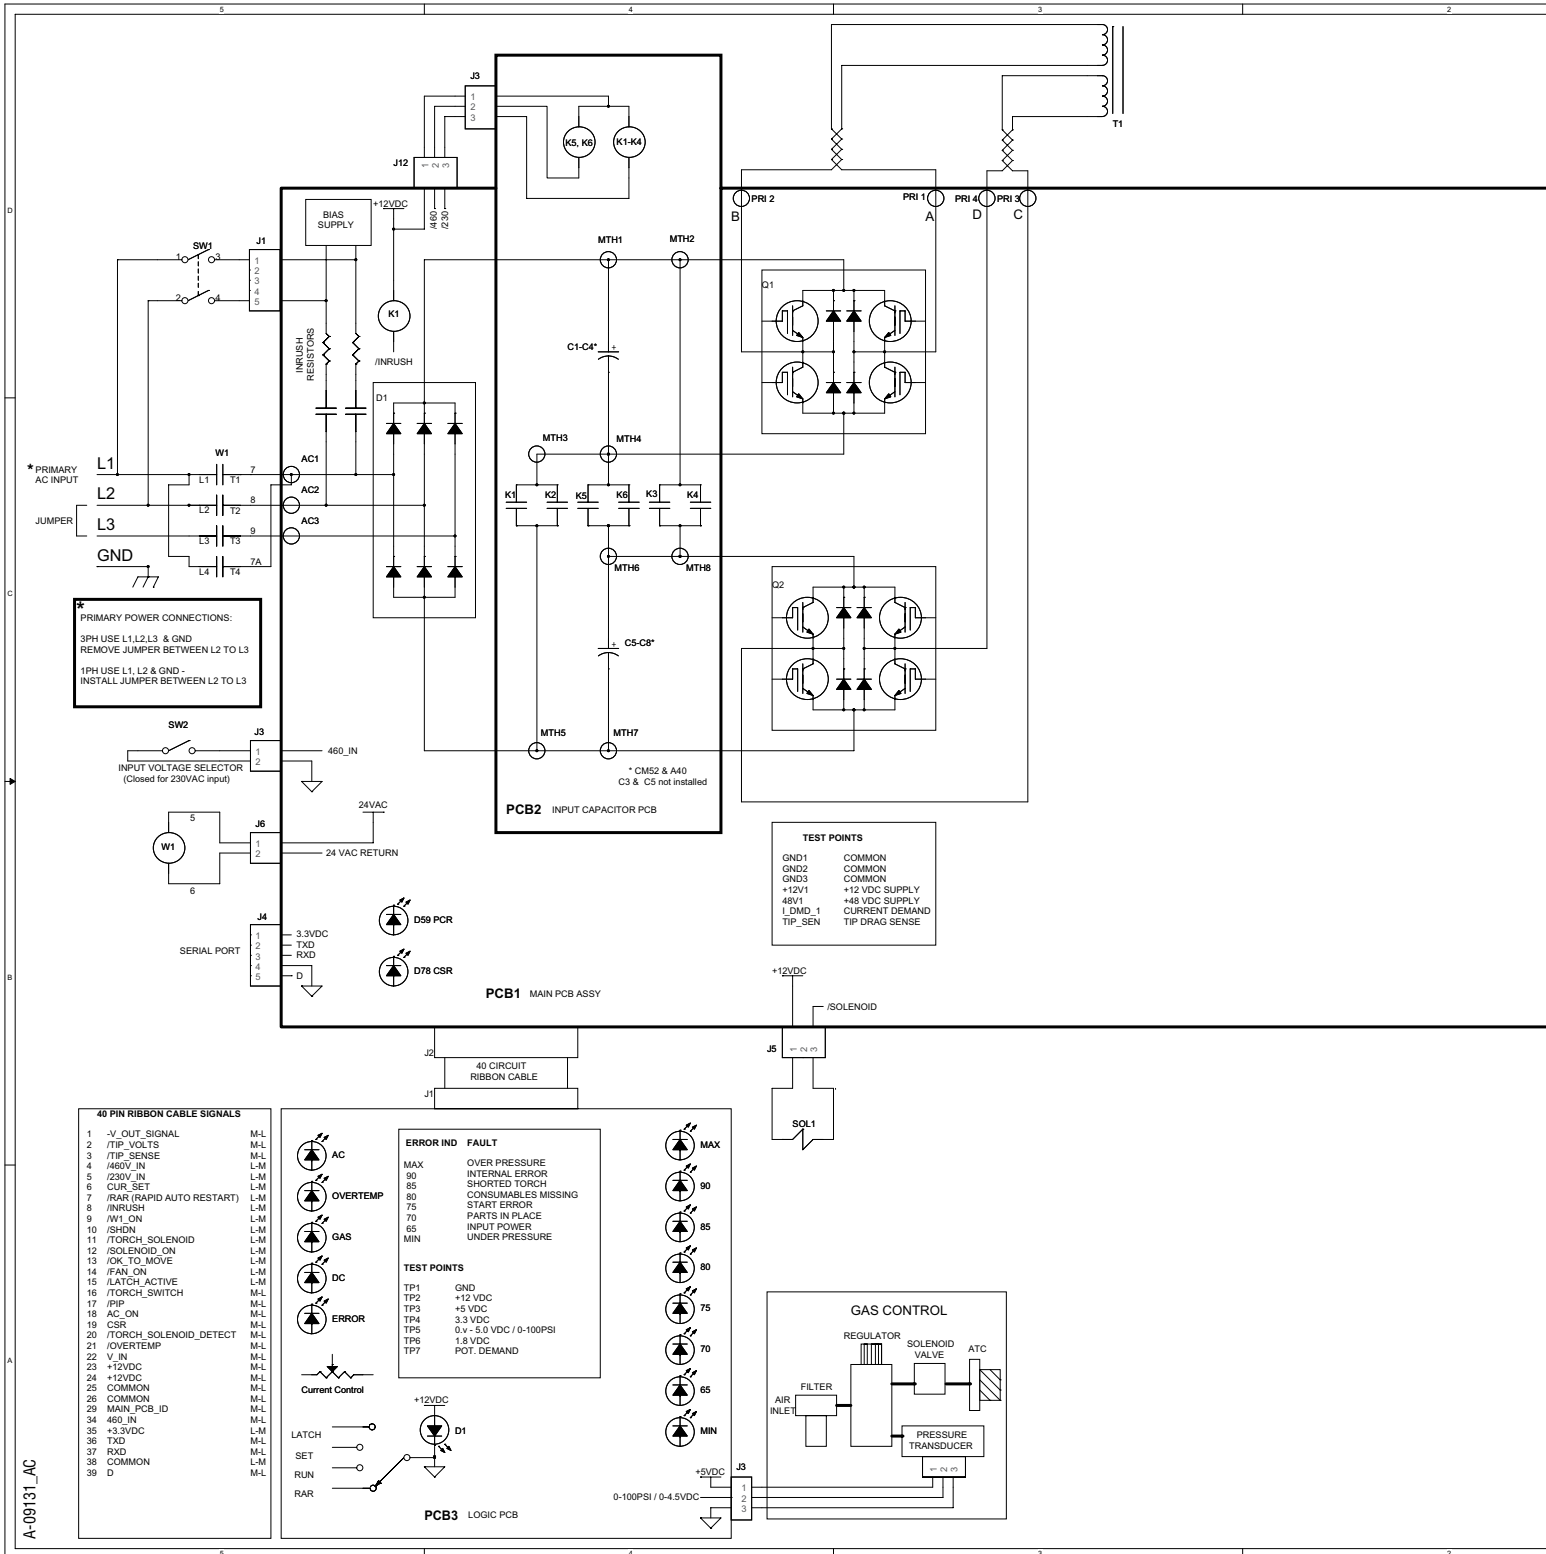 5 4 3 2
D
C
B
A
T1
J3
1
2
3
K5, K6
K1-K4
J12
1 2 3
/460
/230
+12VDC
BIAS
SUPPLY
PRI 2
B
PRI 1
A
PRI 4
D
PRI 3
C
SW1
1 3
2 4
J1
1
2
3
4
5
K1
/INRUSH
INRUSH
RESISTORS
MTH1
MTH2
Q1
C1-C4*
+
D1
MTH3
MTH4
* PRIMARY
AC INPUT
L1
L2
L3
GND
JUMPER
W1
L1 T1 7
L2 T2 8
L3 T3 9
L4 T4 7A
AC1
AC2
AC3
K1 K2 K5 K6 K3 K4
MTH6
MTH8
Q2
C5-C8*
+
MTH5
MTH7
*
PRIMARY POWER CONNECTIONS:
3PH USE L1,L2,L3 & GND
REMOVE JUMPER BETWEEN L2 TO L3
1PH USE L1, L2 & GND -
INSTALL JUMPER BETWEEN L2 TO L3
SW2
J3
1
2
460_IN
INPUT VOLTAGE SELECTOR
(Closed for 230VAC input)
* CM52 & A40
C3 & C5 not installed
PCB2 INPUT CAPACITOR PCB
24VAC
5
W1
6
J6
1
2
24 VAC RETURN
TEST POINTS
GND1 COMMON
GND2 COMMON
GND3 COMMON
+12V1 +12 VDC SUPPLY
48V1 +48 VDC SUPPLY
I_DMD_1 CURRENT DEMAND
TIP_SEN TIP DRAG SENSE
D59 PCR
D78 CSR
SERIAL PORT
J4
1 3.3VDC
2 TXD
3 RXD
4
5 D
PCB1 MAIN PCB ASSY
+12VDC
/SOLENOID
J5
1 2 3
SOL1
J2
40 CIRCUIT
RIBBON CABLE
J1
40 PIN RIBBON CABLE SIGNALS
1 -V_OUT_SIGNAL M-L
2 /TIP_VOLTS M-L
3 /TIP_SENSE M-L
4 /460V_IN L-M
5 /230V_IN L-M
6 CUR_SET L-M
7 /RAR (RAPID AUTO RESTART) L-M
8 /INRUSH L-M
9 /W1_ON L-M
10 /SHDN L-M
11 /TORCH_SOLENOID L-M
12 /SOLENOID_ON L-M
13 /OK_TO_MOVE L-M
14 /FAN_ON L-M
15 /LATCH_ACTIVE L-M
16 /TORCH_SWITCH M-L
17 /PIP M-L
18 AC_ON M-L
19 CSR M-L
20 /TORCH_SOLENOID_DETECT M-L
21 /OVERTEMP M-L
22 V_IN M-L
23 +12VDC M-L
24 +12VDC M-L
25 COMMON M-L
26 COMMON M-L
29 MAIN_PCB_ID M-L
34 460_IN M-L
35 +3.3VDC L-M
36 TXD M-L
37 RXD M-L
38 COMMON L-M
39 D M-L
AC
OVERTEMP
GAS
DC
ERROR
Current Control
ERROR IND FAULT
MAX OVER PRESSURE
90 INTERNAL ERROR
85 SHORTED TORCH
80 CONSUMABLES MISSING
75 START ERROR
70 PARTS IN PLACE
65 INPUT POWER
MIN UNDER PRESSURE
TEST POINTS
TP1 GND
TP2 +12 VDC
TP3 +5 VDC
TP4 3.3 VDC
TP5 0.v - 5.0 VDC / 0-100PSI
TP6 1.8 VDC
TP7 POT. DEMAND
MAX
90
85
80
75
70
65
MIN
+12VDC
D1
LATCH
SET
RUN
RAR
PCB3 LOGIC PCB
+5VDC
0-100PSI / 0-4.5VDC
J3
1
2
3
GAS CONTROL
REGULATOR
SOLENOID
VALVE
ATC
FILTER
AIR
INLET
PRESSURE
TRANSDUCER
1 2 3
A-09131_AC
5 4 3 2